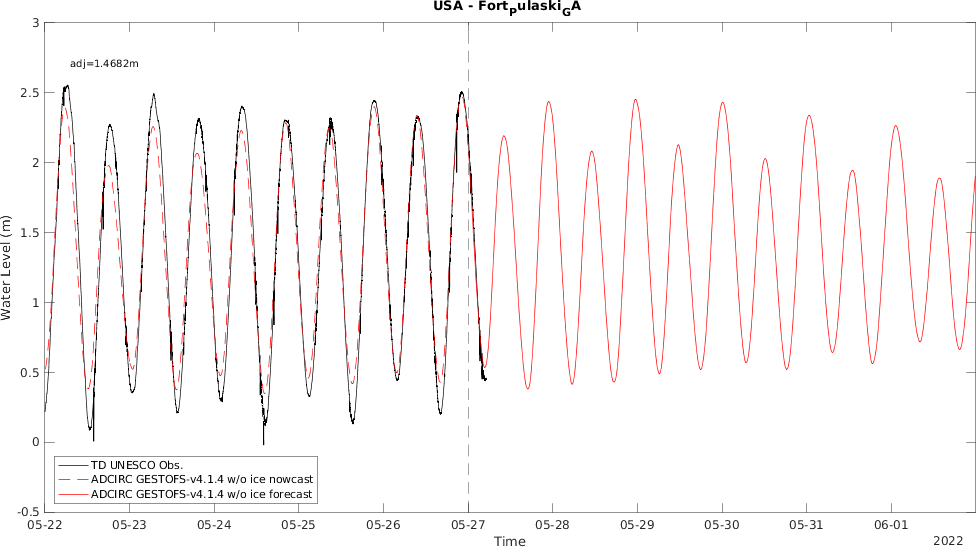 USA - Fort_Pulaski_GA
3
adj=1.4682m
2.5
2
1.5
1
0.5
0
-0.5
Water Level (m)
TD UNESCO Obs.
ADCIRC GESTOFS-v4.1.4 w/o ice nowcast
ADCIRC GESTOFS-v4.1.4 w/o ice forecast
05-22 05-23 05-24 05-25 05-26 05-27 05-28 05-29 05-30 05-31 06-01
Time
2022